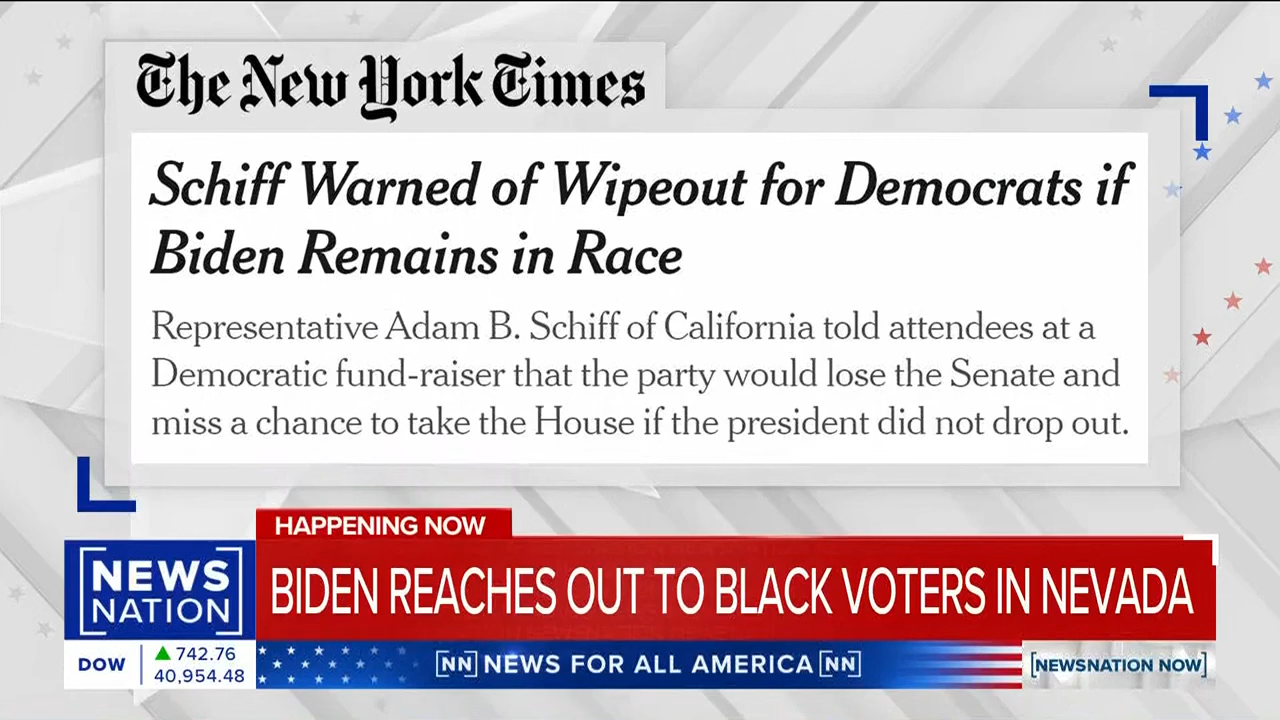 The New York Times
Schiff Warned of Wipeout for Democrats if
Biden Remains in Race
Representative Adam B. Schiff of California told attendees at a
Democratic fund-raiser that the party would lose the Senate and
miss a chance to take the House if the president did not drop out.
HAPPENING NOW
NEWS
NATION
BIDEN REACHES OUT TO BLACK VOTERS IN NEVADA
DOW
742.76
40,954.48
NN NEWS FOR ALL AMERICA NN
[NEWSNATION NOW]